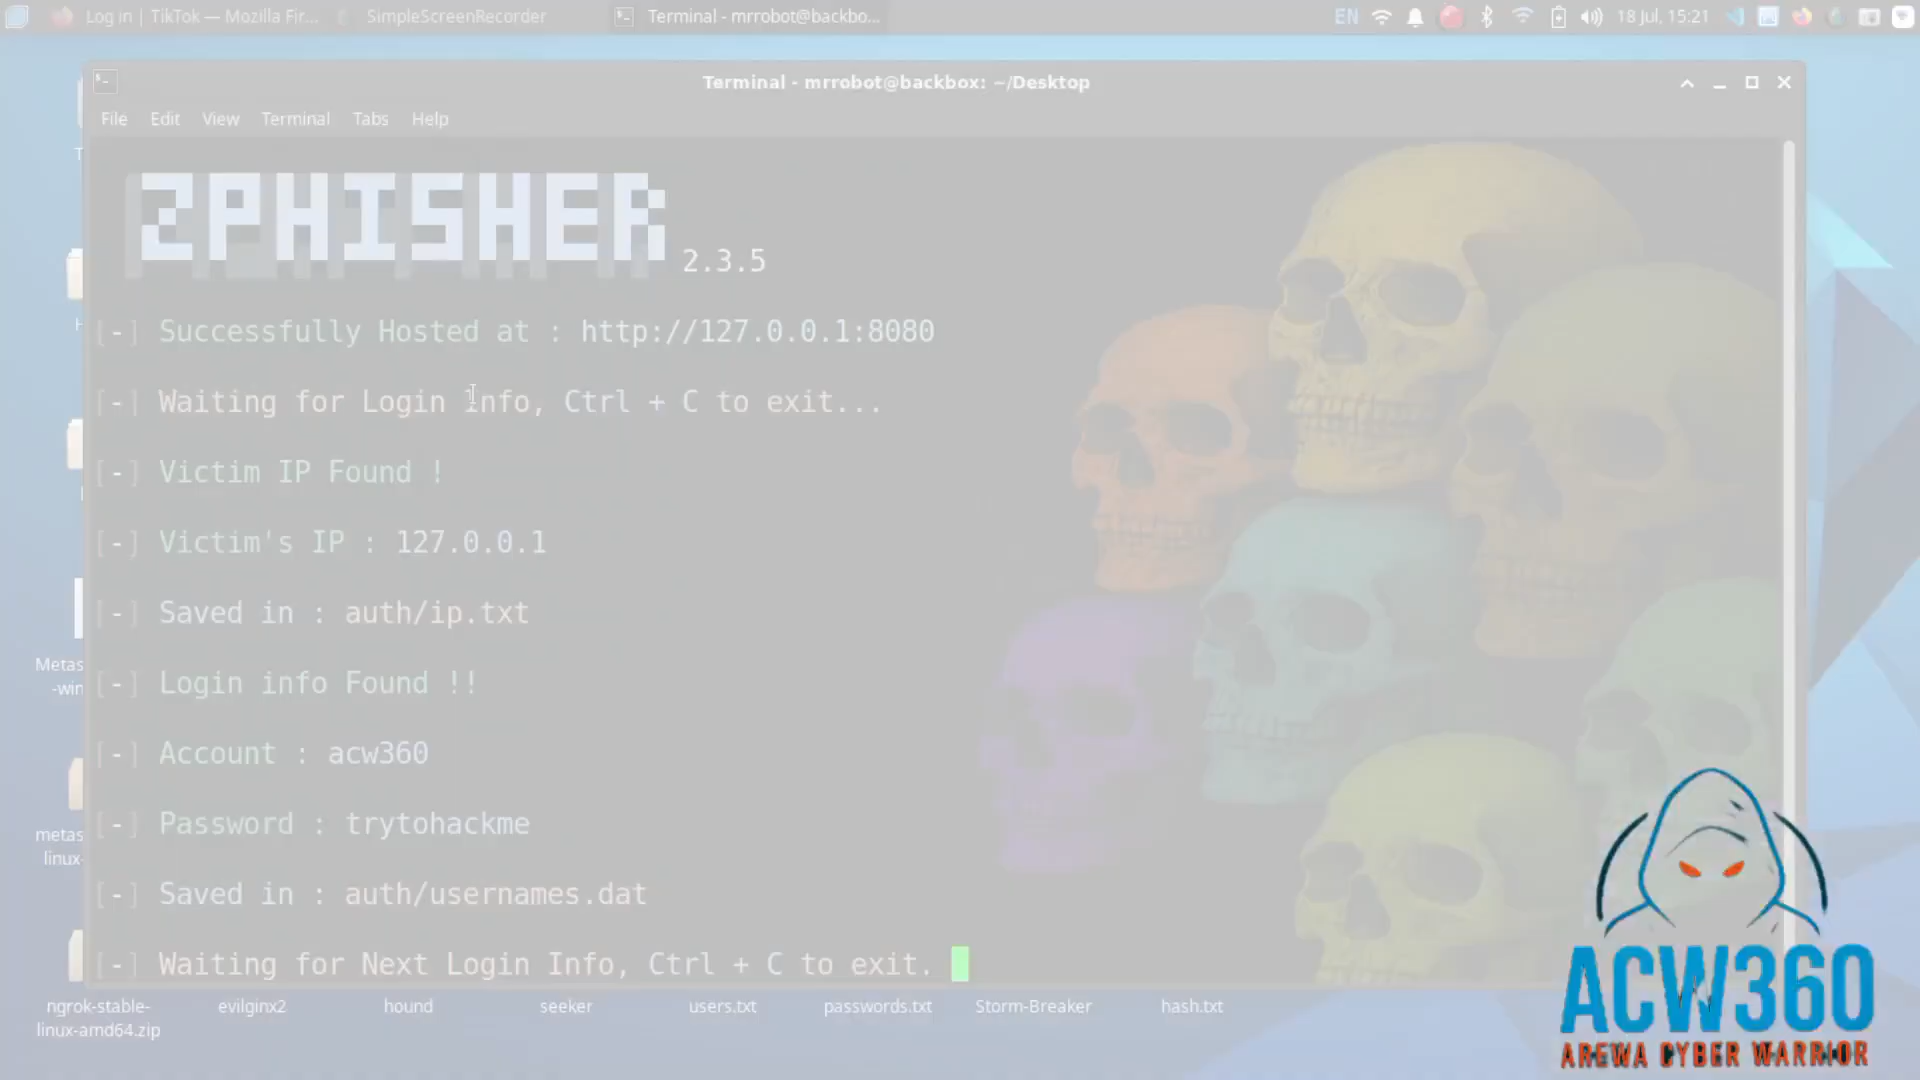 Log in | TikTok — Mozilla Fir...
SimpleScreenRecorder
Terminal - mrrobot@backbo...
EN
18 Jul, 15:21
Terminal - mrrobot@backbox: ~/Desktop
File Edit View Terminal Tabs Help
ZPHISHER
2.3.5
[-] Successfully Hosted at : http://127.0.0.1:8080
[-] Waiting for Login Info, Ctrl + C to exit...
[-] Victim IP Found !
[-] Victim's IP : 127.0.0.1
[-] Saved in : auth/ip.txt
[-] Login info Found !!
[-] Account : acw360
[-] Password : trytohackme
[-] Saved in : auth/usernames.dat
[-] Waiting for Next Login Info, Ctrl + C to exit.
Metas
-win
metas
linux-
ngrok-stable-
linux-amd64.zip
evilginx2
hound
seeker
users.txt
passwords.txt
Storm-Breaker
hash.txt
ACW360
AREWA CYBER WARRIOR